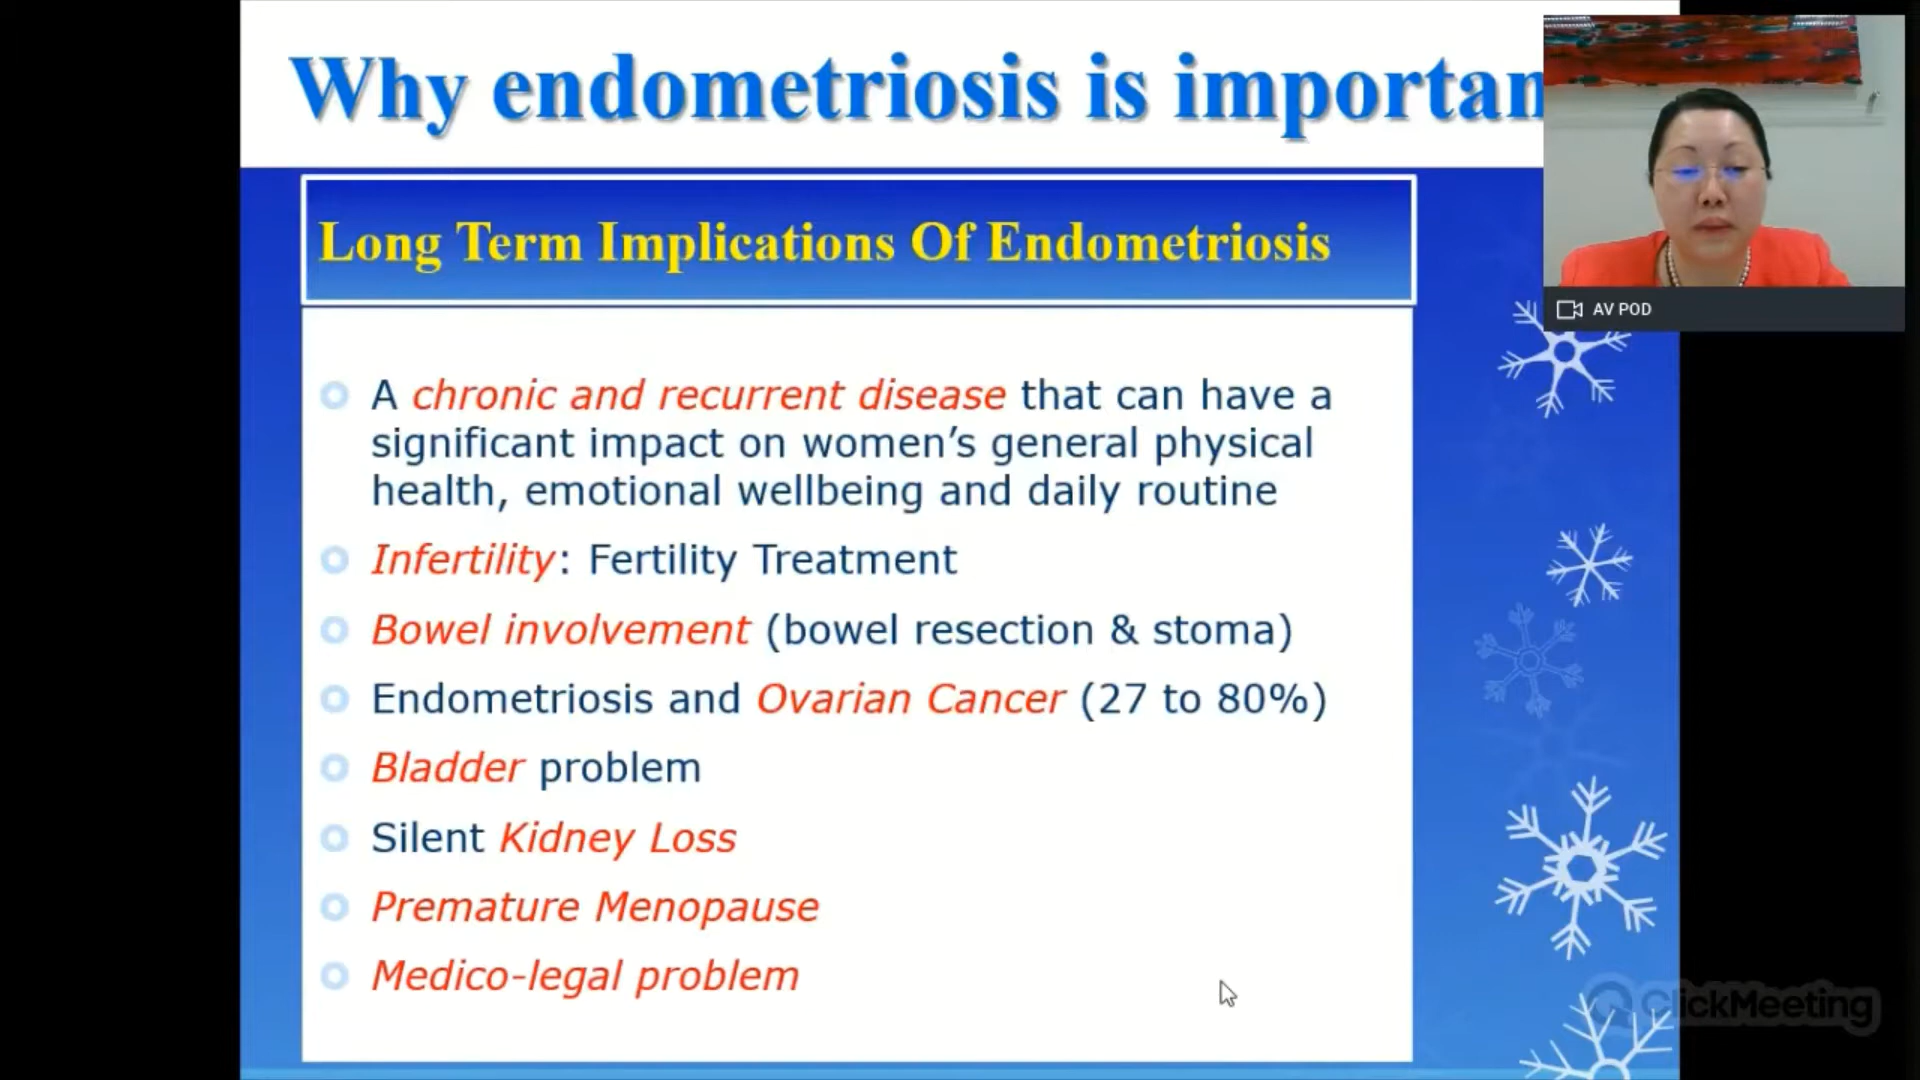 Why endometriosis is importan
Long Term Implications Of Endometriosis
AV POD
A chronic and recurrent disease that can have a
significant impact on women’s general physical
health, emotional wellbeing and daily routine
Infertility: Fertility Treatment
Bowel involvement (bowel resection & stoma)
Endometriosis and Ovarian Cancer (27 to 80%)
Bladder problem
Silent Kidney Loss
Premature Menopause
Medico-legal problem
ClickMeeting